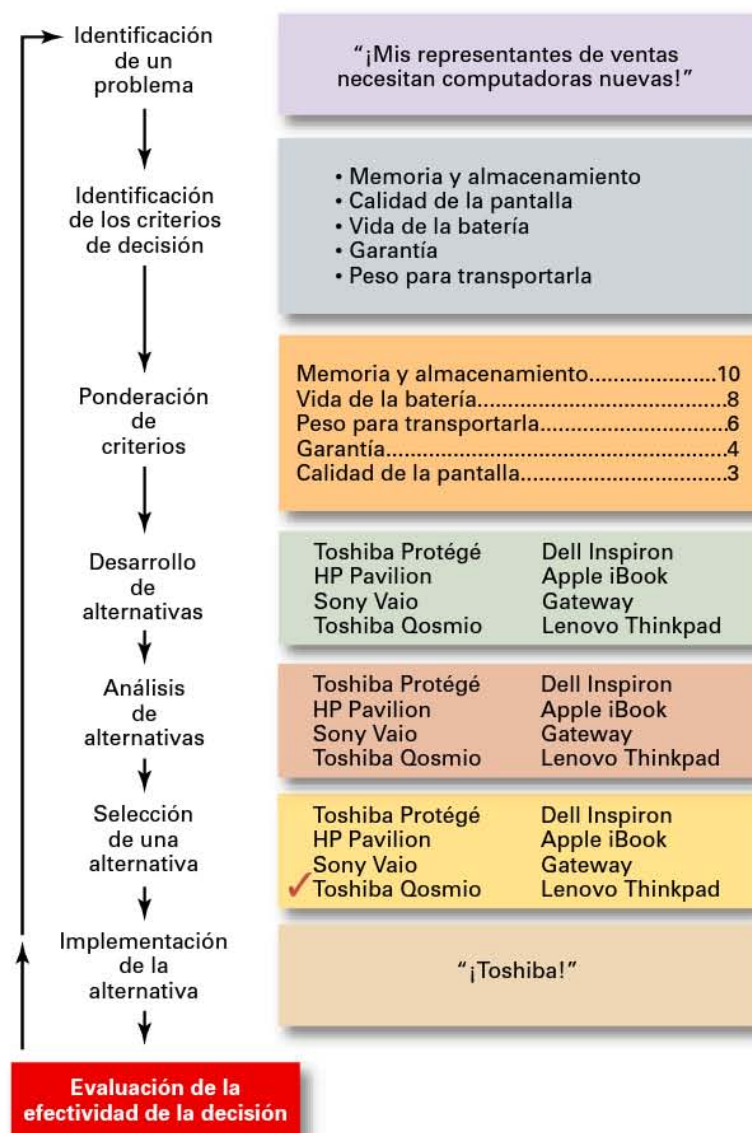 Identificación
de un
problema
“¡Mis representantes de ventas
necesitan computadoras nuevas!”
Identificación
de los criterios
de decisión
• Memoria y almacenamiento
• Calidad de la pantalla
• Vida de la batería
• Garantía
• Peso para transportarla
Ponderación
de
criterios
Memoria y almacenamiento......................10
Vida de la batería...........................................8
Peso para transportarla................................6
Garantía..........................................................4
Calidad de la pantalla...................................3
Desarrollo
de
alternativas
Toshiba Protégé Dell Inspiron
HP Pavilion Apple iBook
Sony Vaio Gateway
Toshiba Qosmio Lenovo Thinkpad
Análisis
de
alternativas
Toshiba Protégé Dell Inspiron
HP Pavilion Apple iBook
Sony Vaio Gateway
Toshiba Qosmio Lenovo Thinkpad
Selección
de una
alternativa
Toshiba Protégé Dell Inspiron
HP Pavilion Apple iBook
Sony Vaio Gateway
✓ Toshiba Qosmio Lenovo Thinkpad
Implementación
de la
alternativa
“¡Toshiba!”
Evaluación de la
efectividad de la decisión